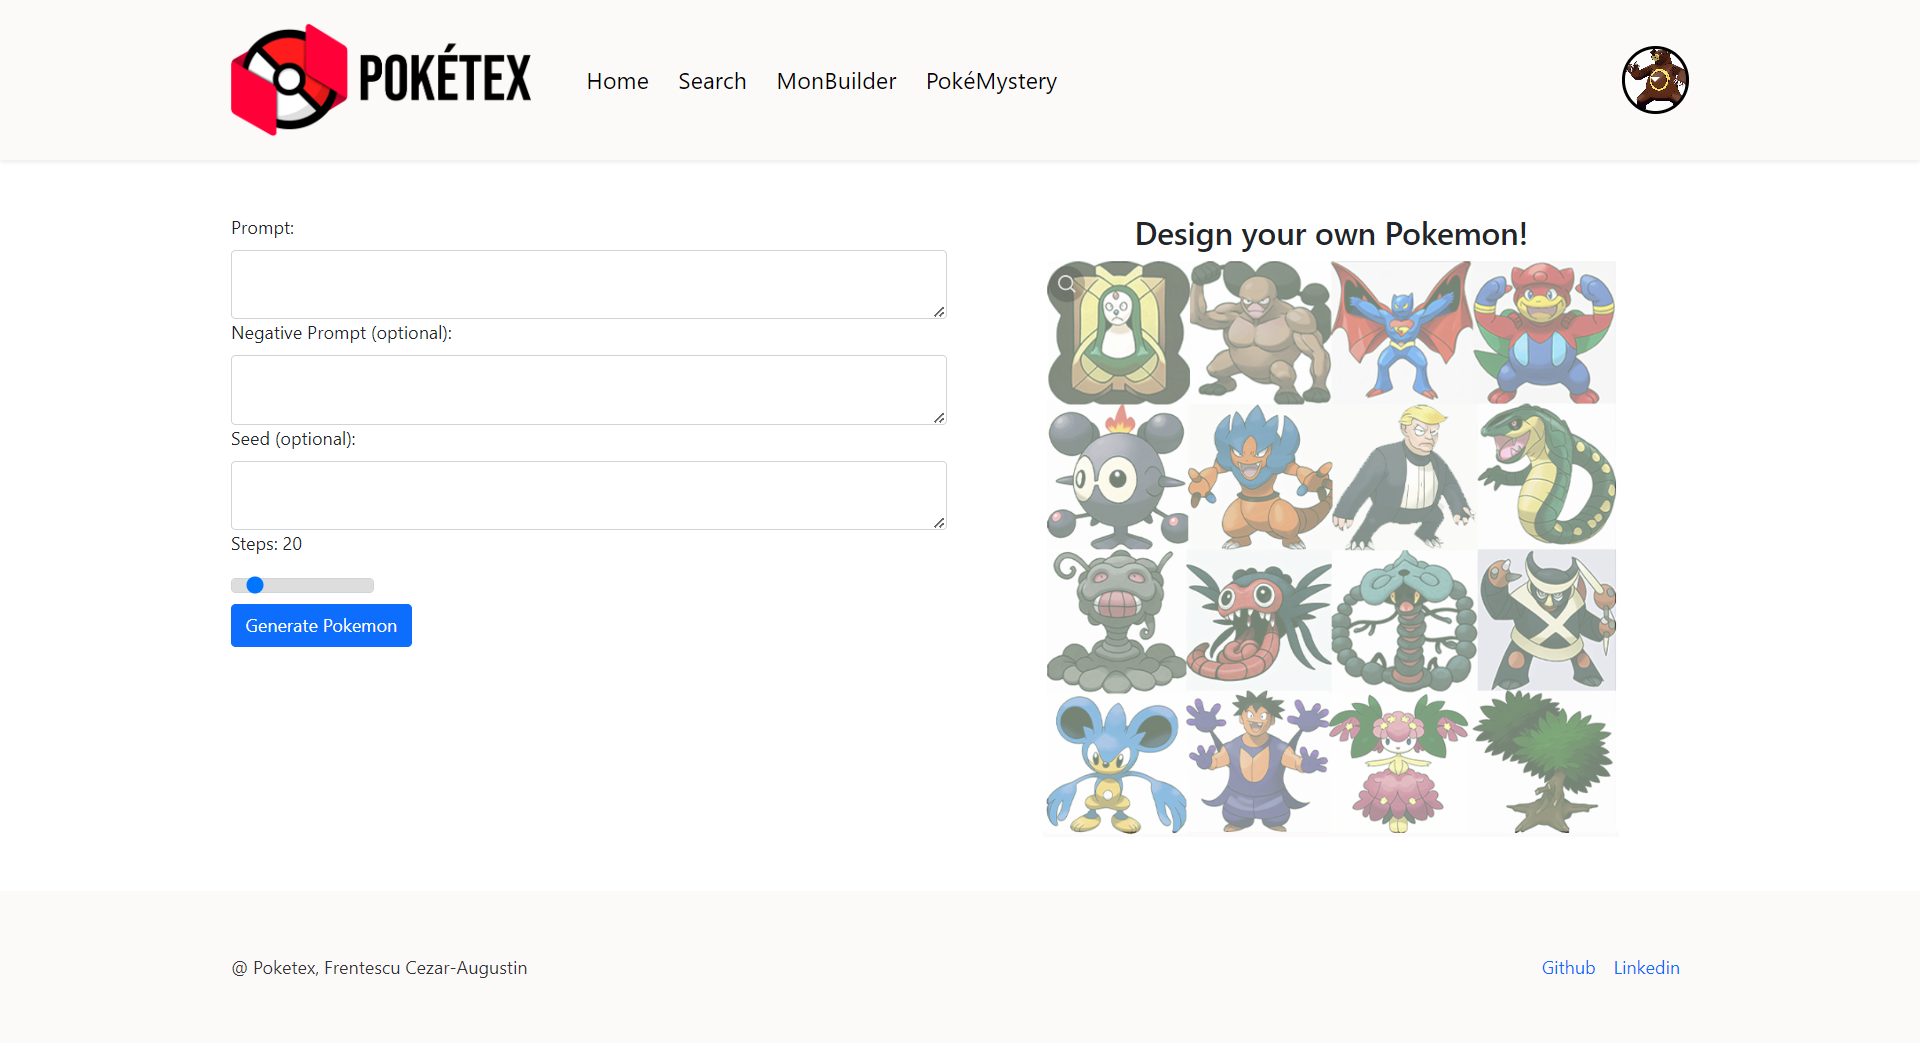 POKÉTEX
Home Search MonBuilder PokéMystery
Prompt:
Negative Prompt (optional):
Seed (optional):
Steps: 20
Generate Pokemon
Design your own Pokemon!
@ Poketex, Frentescu Cezar-Augustin
Github Linkedin